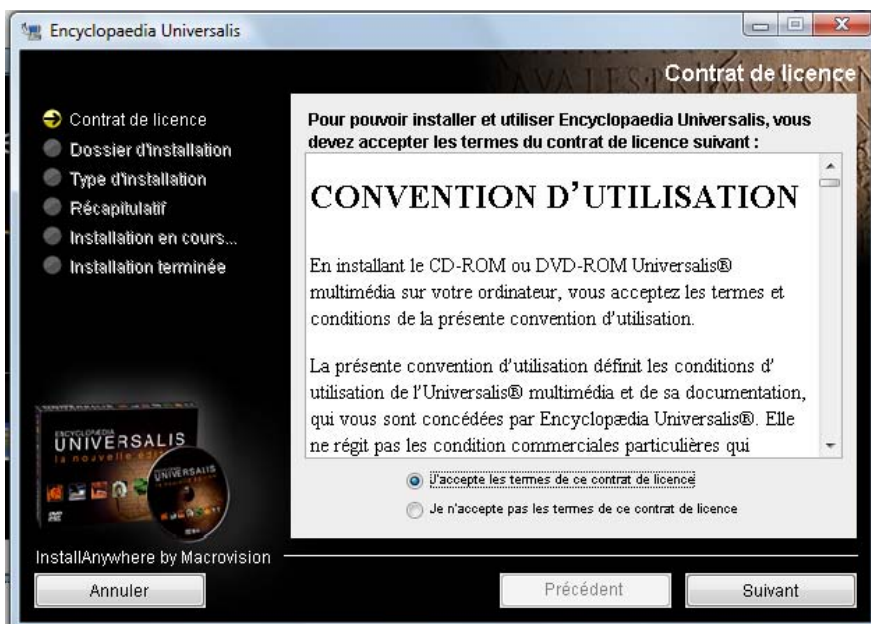 Encyclopaedia Universalis
Contrat de licence
Contrat de licence
Dossier d'installation
Type d'installation
Récapitulatif
Installation en cours...
Installation terminée
Pour pouvoir installer et utiliser Encyclopaedia Universalis, vous
devez accepter les termes du contrat de licence suivant :
CONVENTION D'UTILISATION
En installant le CD-ROM ou DVD-ROM Universalis®
multimédia sur votre ordinateur, vous acceptez les termes et
conditions de la présente convention d'utilisation.
La présente convention d'utilisation définit les conditions d'
utilisation de l'Universalis® multimédia et de sa documentation,
qui vous sont concédées par Encyclopædia Universalis®. Elle
ne régit pas les condition commerciales particulières qui
J'accepte les termes de ce contrat de licence
Je n'accepte pas les termes de ce contrat de licence
ENCYCLOPÆDIA
UNIVERSALIS
la nouvelle édition
UNIVERSALIS
InstallAnywhere by Macrovision
Annuler
Précédent
Suivant